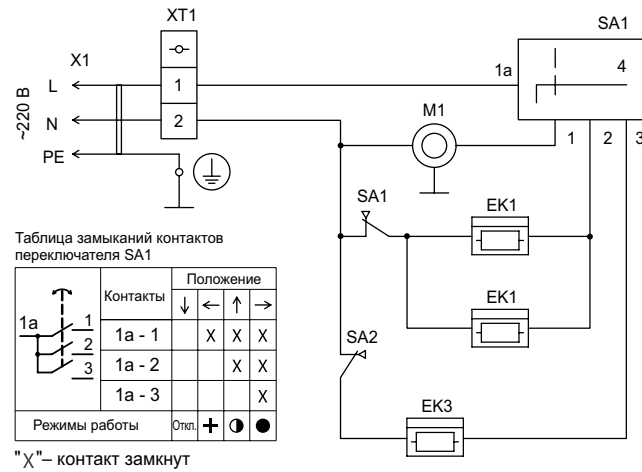 XT1
SA1
X1
L
1
1a
4
~220 В
N
2
M1
1
2
3
PE
SA1
EK1
EK1
SA2
EK3
Таблица замыканий контактов
переключателя SA1
Контакты
Положение
↓ ← ↑ →
1a
1
2
3
1a - 1 X X X
1a - 2 X X
1a - 3 X
Режимы работы Откл.
"X"– контакт замкнут